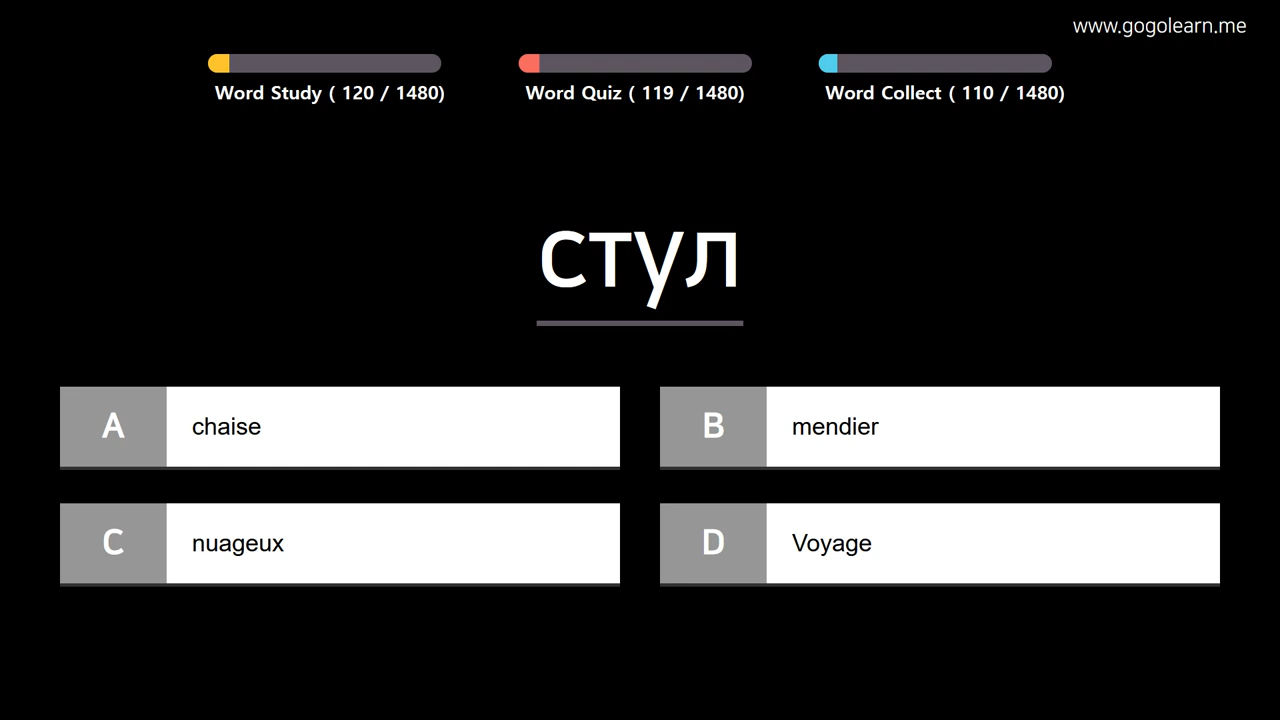 www.gogolearn.me
Word Study ( 120 / 1480)
Word Quiz ( 119 / 1480)
Word Collect ( 110 / 1480)
стул
A chaise
B mendier
C nuageux
D Voyage